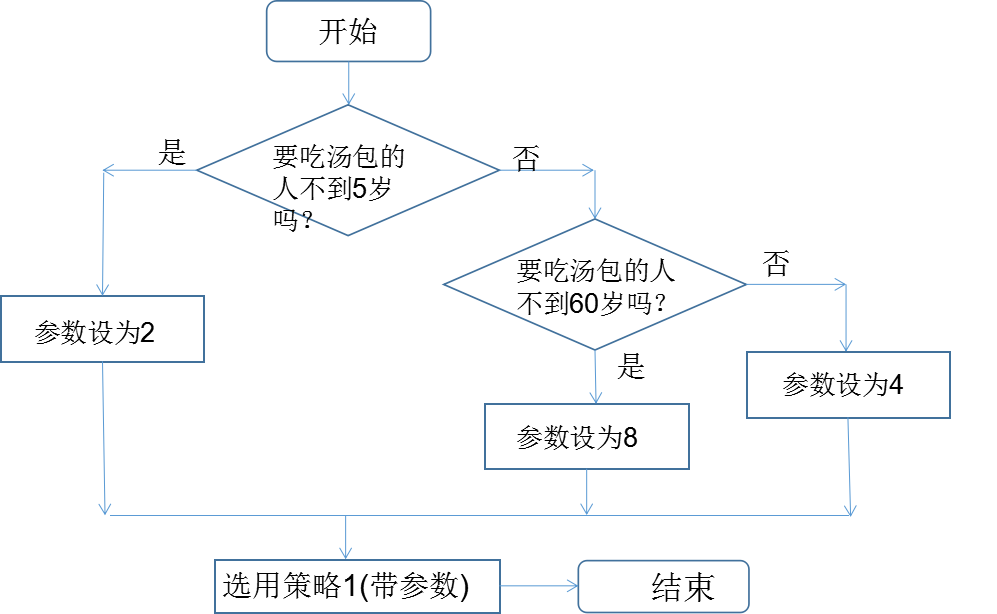 开始
是
要吃汤包的
人不到5岁
吗？
否
要吃汤包的人
不到60岁吗？
否
是
参数设为2
参数设为4
参数设为8
选用策略1(带参数)
结束